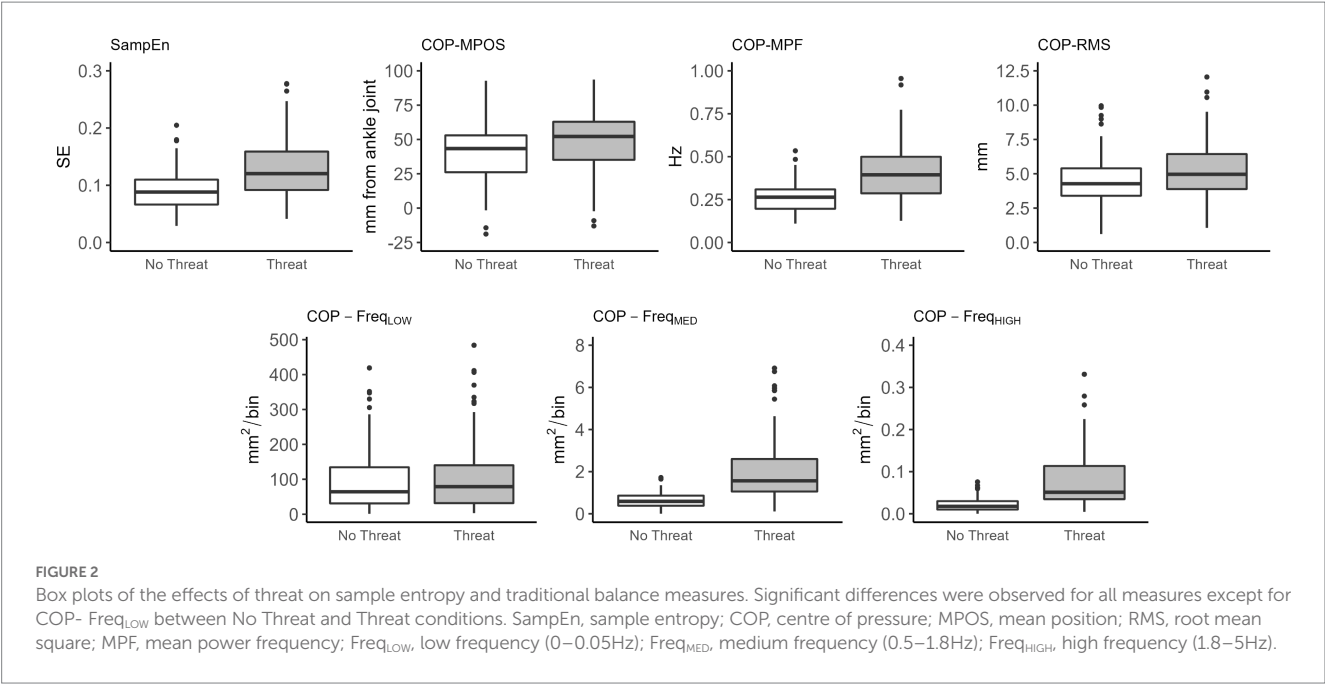 SampEn
0.3
0.2
0.1
0.0
SE
No Threat
Threat
COP-MPOS
100
75
50
25
0
-25
mm from ankle joint
No Threat
Threat
COP-MPF
1.00
0.75
0.50
0.25
0.00
Hz
No Threat
Threat
COP-RMS
12.5
10.0
7.5
5.0
2.5
0.0
mm
No Threat
Threat
COP – FreqLOW
500
400
300
200
100
0
mm²/bin
No Threat
Threat
COP – FreqMED
8
6
4
2
0
mm²/bin
No Threat
Threat
COP – FreqHIGH
0.4
0.3
0.2
0.1
0.0
mm²/bin
No Threat
Threat
FIGURE 2
Box plots of the effects of threat on sample entropy and traditional balance measures. Significant differences were observed for all measures except for
COP- FreqLOW between No Threat and Threat conditions. SampEn, sample entropy; COP, centre of pressure; MPOS, mean position; RMS, root mean
square; MPF, mean power frequency; FreqLOW, low frequency (0–0.05Hz); FreqMED, medium frequency (0.5–1.8Hz); FreqHIGH, high frequency (1.8–5Hz).